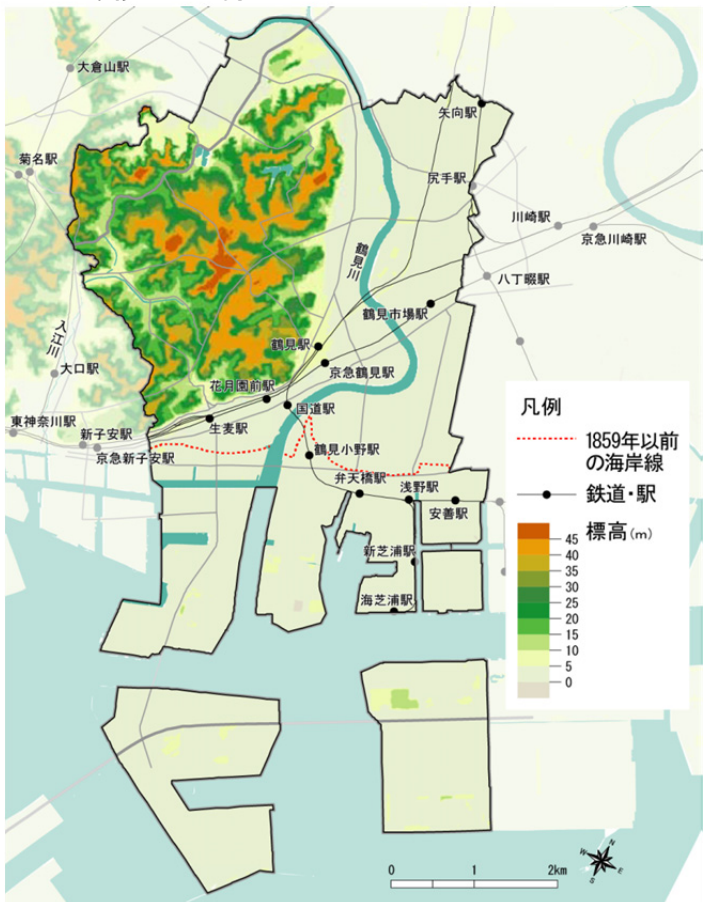 大倉山駅
矢向駅
菊名駅
尻手駅
川崎駅
京急川崎駅
鶴見川
八丁畷駅
鶴見市場駅
入江川
鶴見駅
大口駅
京急鶴見駅
花月園前駅
国道駅
東神奈川駅
新子安駅
生麦駅
京急新子安駅
鶴見小野駅
弁天橋駅
浅野駅
安善駅
新芝浦駅
海芝浦駅
凡例
1859年以前
の海岸線
鉄道・駅
標高(m)
45
40
35
30
25
20
15
10
5
0
N
W
E
S
0 1 2km